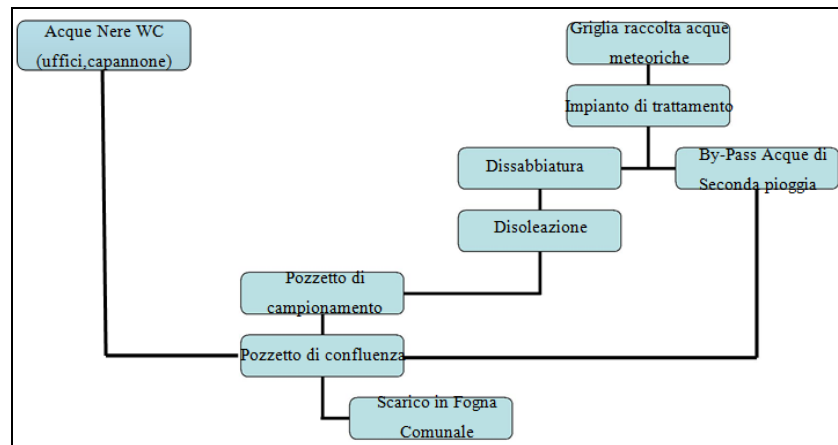 Acque Nere WC
(uffici,capannone)
Griglia raccolta acque
meteoriche
Impianto di trattamento
Dissabbiatura
By-Pass Acque di
Seconda pioggia
Disoleazione
Pozzetto di
campionamento
Pozzetto di confluenza
Scarico in Fogna
Comunale